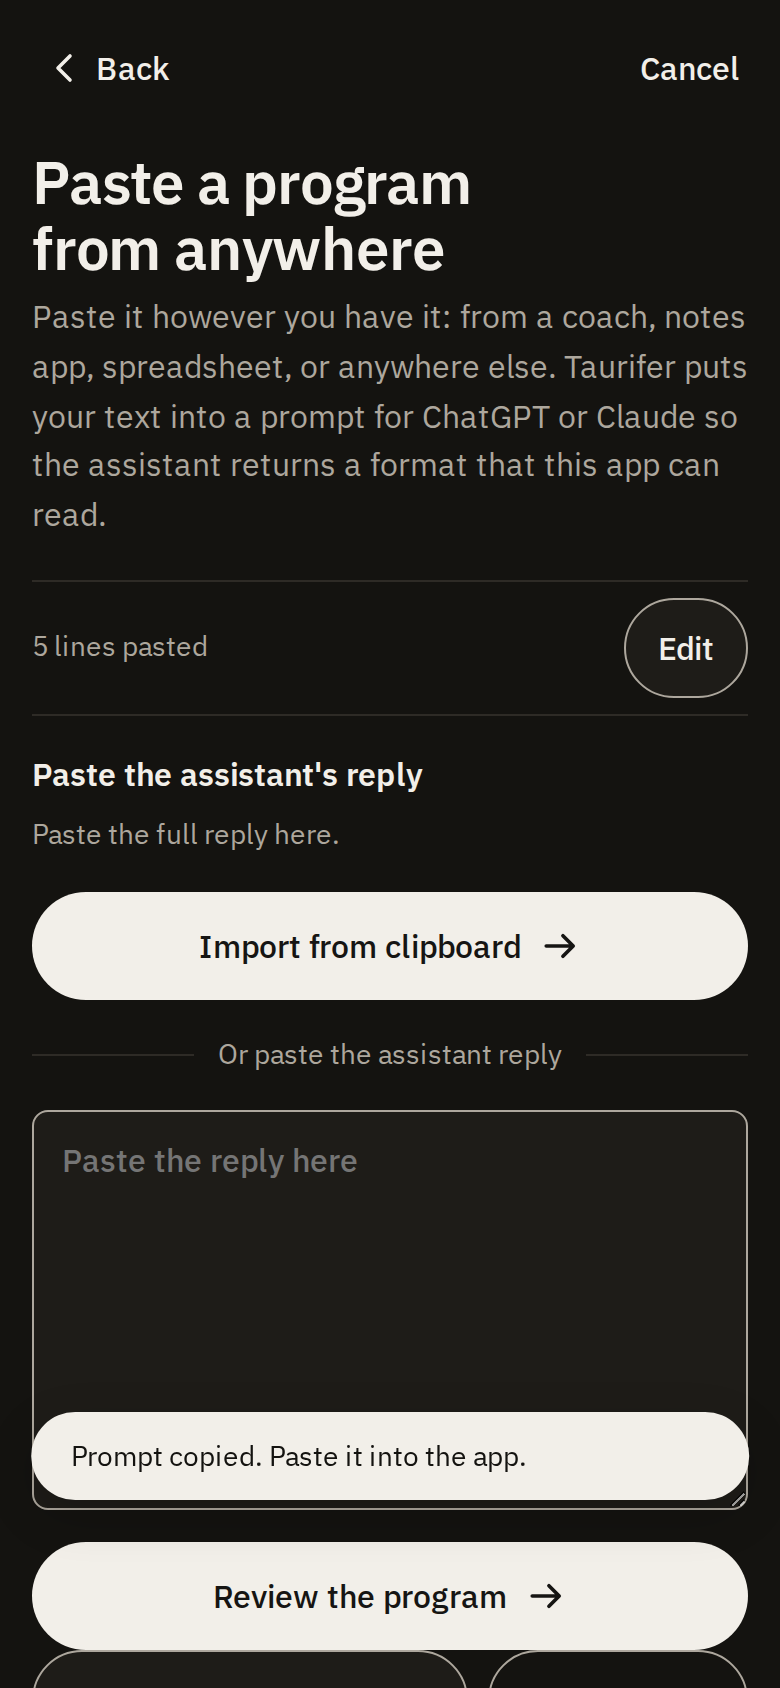 Back
Cancel
Paste a program
from anywhere
Paste it however you have it: from a coach, notes
app, spreadsheet, or anywhere else. Taurifer puts
your text into a prompt for ChatGPT or Claude so
the assistant returns a format that this app can
read.
5 lines pasted
Edit
Paste the assistant's reply
Paste the full reply here.
Import from clipboard
Or paste the assistant reply
Paste the reply here
Prompt copied. Paste it into the app.
Review the program